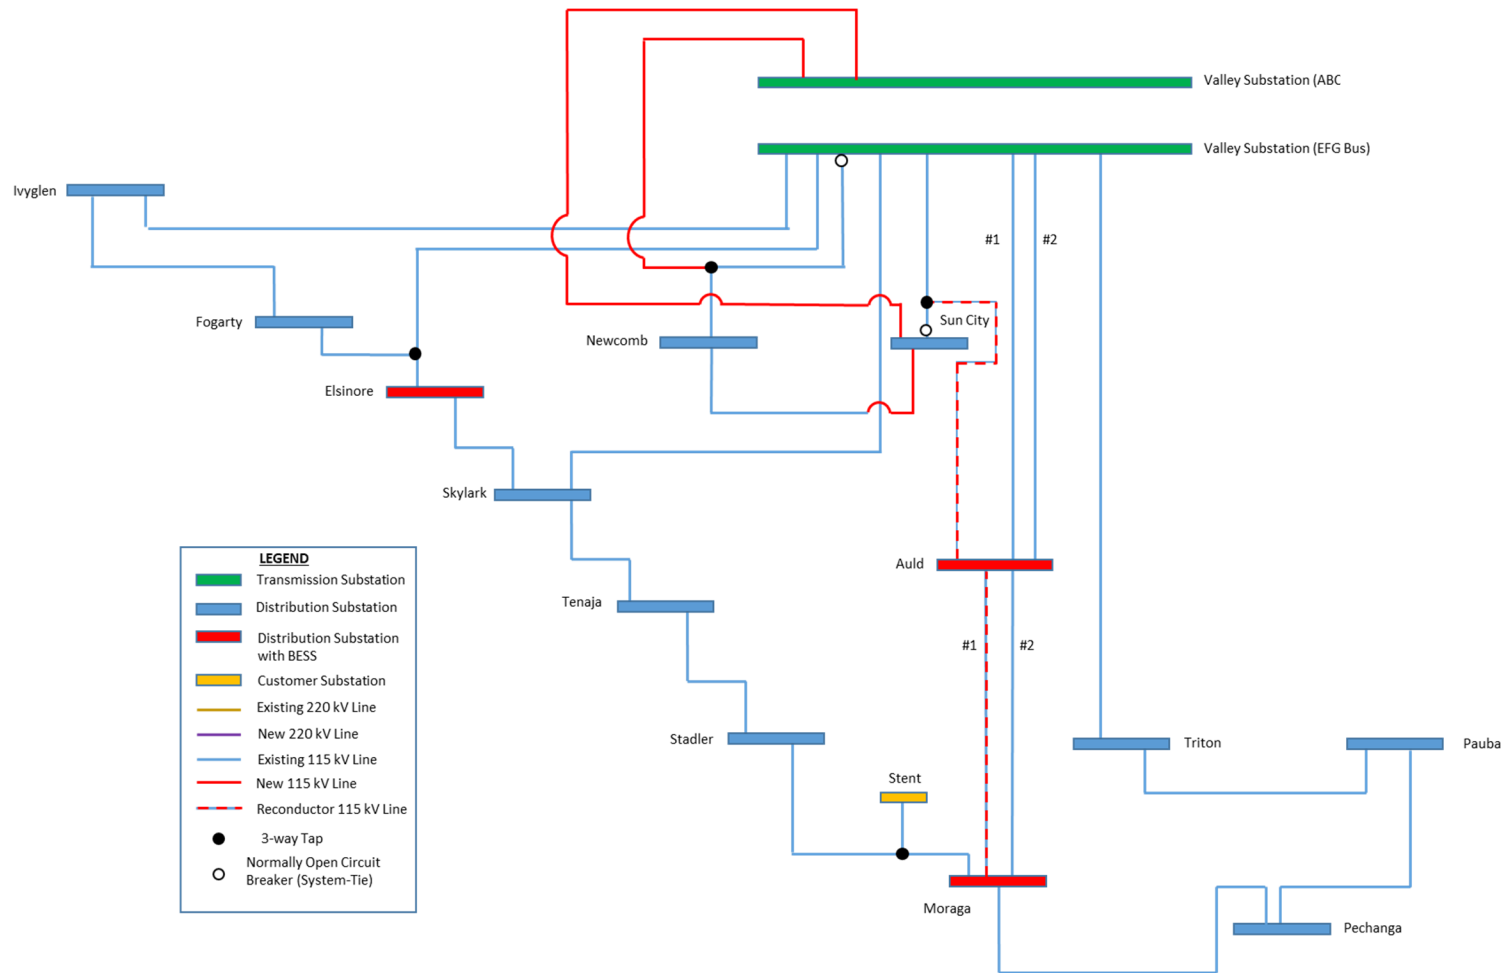 Valley Substation (ABC
Valley Substation (EFG Bus)
Ivyglen
#1
#2
Fogarty
Sun City
Newcomb
Elsinore
Skylark
Auld
LEGEND
Transmission Substation
Distribution Substation
Distribution Substation
with BESS
Customer Substation
Existing 220 kV Line
New 220 kV Line
Existing 115 kV Line
New 115 kV Line
Reconductor 115 kV Line
3-way Tap
Normally Open Circuit
Breaker (System-Tie)
Tenaja
#1
#2
Stadler
Triton
Pauba
Stent
Moraga
Pechanga